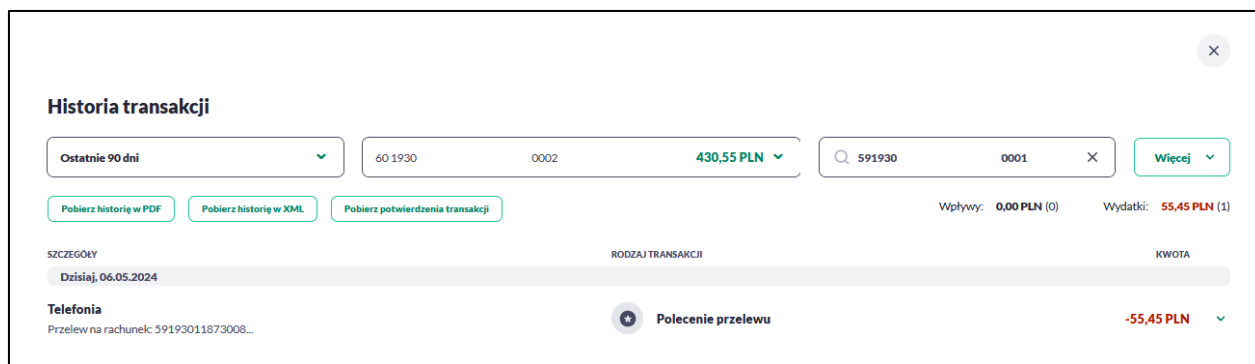 Historia transakcji
Ostatnie 90 dni 60 1930 0002 430,55 PLN 591930 0001 Więcej
Pobierz historię w PDF Pobierz historię w XML Pobierz potwierdzenia transakcji Wpływy: 0,00 PLN (0) Wydatki: 55,45 PLN (1)
SZCZEGÓŁY RODZAJ TRANSAKCJI KWOTA
Dzisiaj, 06.05.2024
Telefonia
Przelew na rachunek: 59193011873008... Polecenie przelewu -55,45 PLN